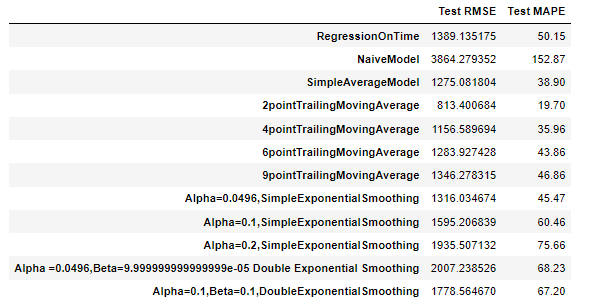 Test RMSE Test MAPE
RegressionOnTime 1389.135175 50.15
NaiveModel 3864.279352 152.87
SimpleAverageModel 1275.081804 38.90
2pointTrailingMovingAverage 813.400684 19.70
4pointTrailingMovingAverage 1156.589694 35.96
6pointTrailingMovingAverage 1283.927428 43.86
9pointTrailingMovingAverage 1346.278315 46.86
Alpha=0.0496,SimpleExponentialSmoothing 1316.034674 45.47
Alpha=0.1,SimpleExponentialSmoothing 1595.206839 60.46
Alpha=0.2,SimpleExponentialSmoothing 1935.507132 75.66
Alpha =0.0496,Beta=9.999999999999999e-05 Double Exponential Smoothing 2007.238526 68.23
Alpha=0.1,Beta=0.1,DoubleExponentialSmoothing 1778.564670 67.20